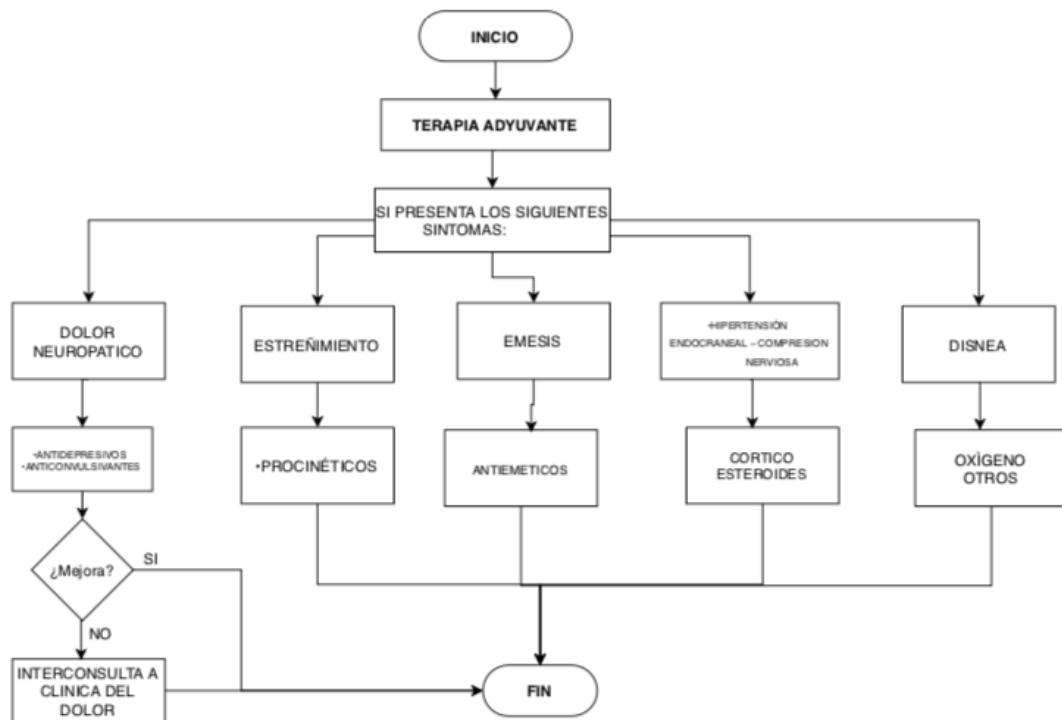 INICIO
TERAPIA ADYUVANTE
SI PRESENTA LOS SIGUIENTES
SINTOMAS:
DOLOR
NEUROPATICO
ESTREÑIMIENTO
EMESIS
•HIPERTENSIÓN
ENDOCRANEAL – COMPRESION
NERVIOSA
DISNEA
•ANTIDEPRESIVOS
•ANTICONVULSIVANTES
•PROCINÉTICOS
ANTIEMETICOS
CORTICO
ESTEROIDES
OXÌGENO
OTROS
¿Mejora?
SI
NO
INTERCONSULTA A
CLINICA DEL
DOLOR
FIN